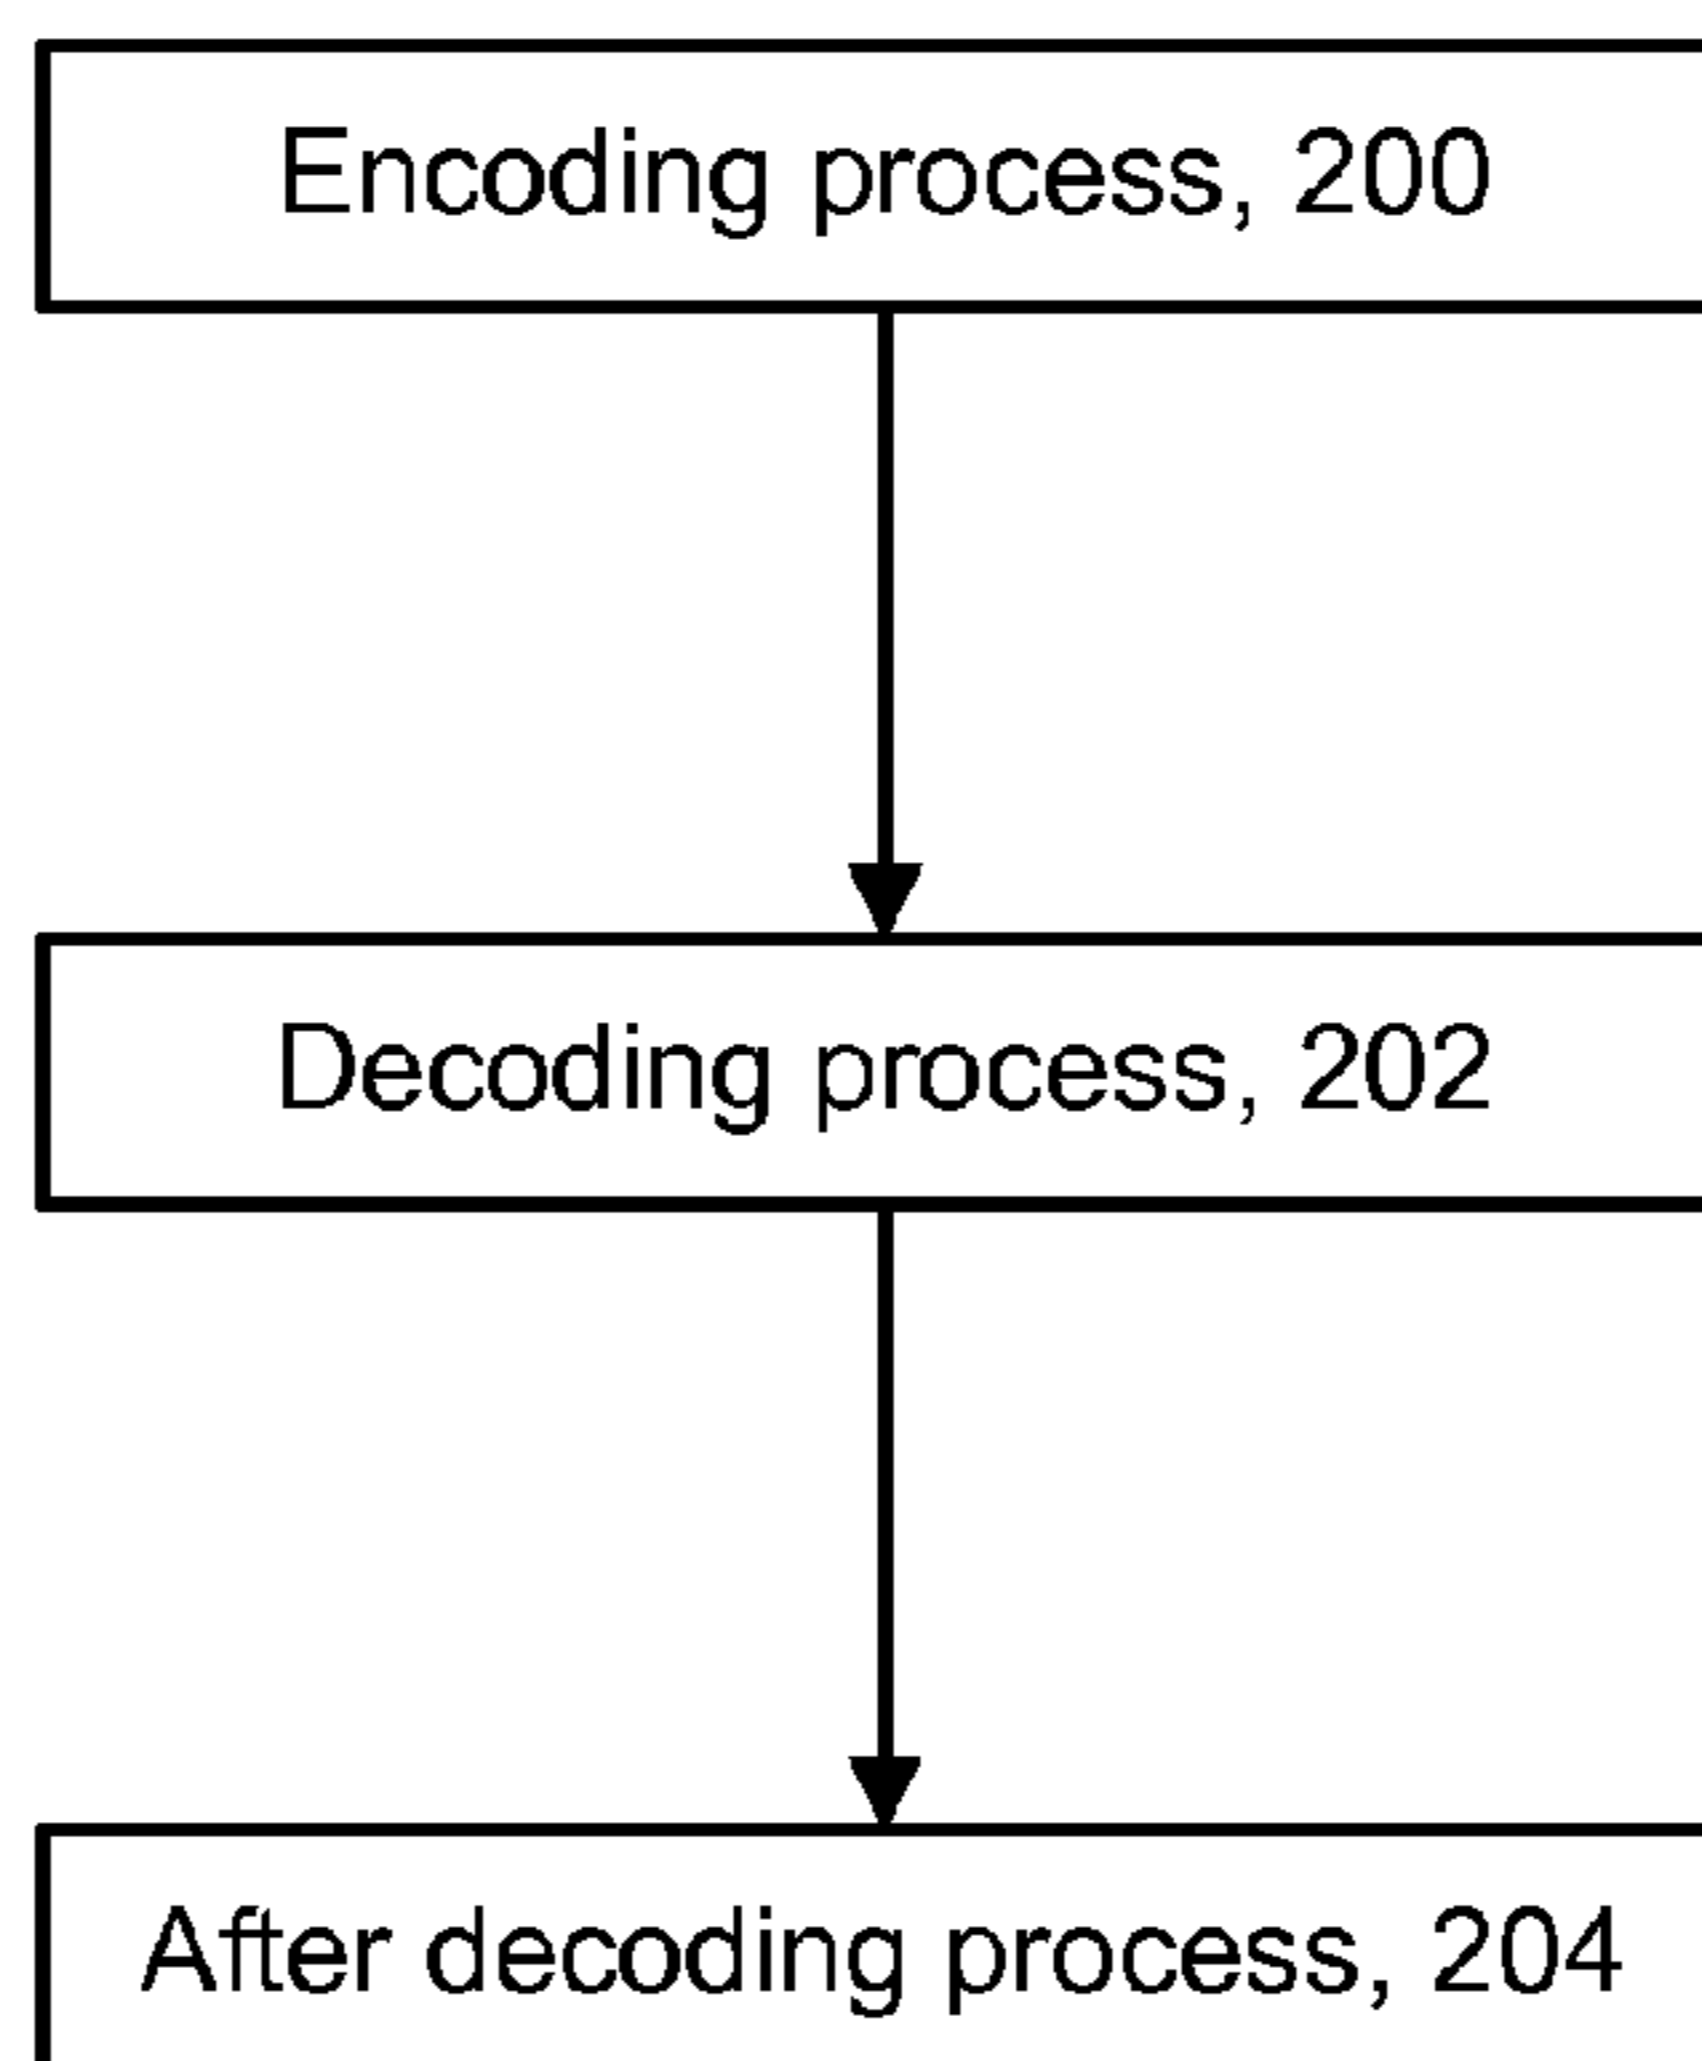 Encoding process, 200
Decoding process, 202
After decoding process, 204